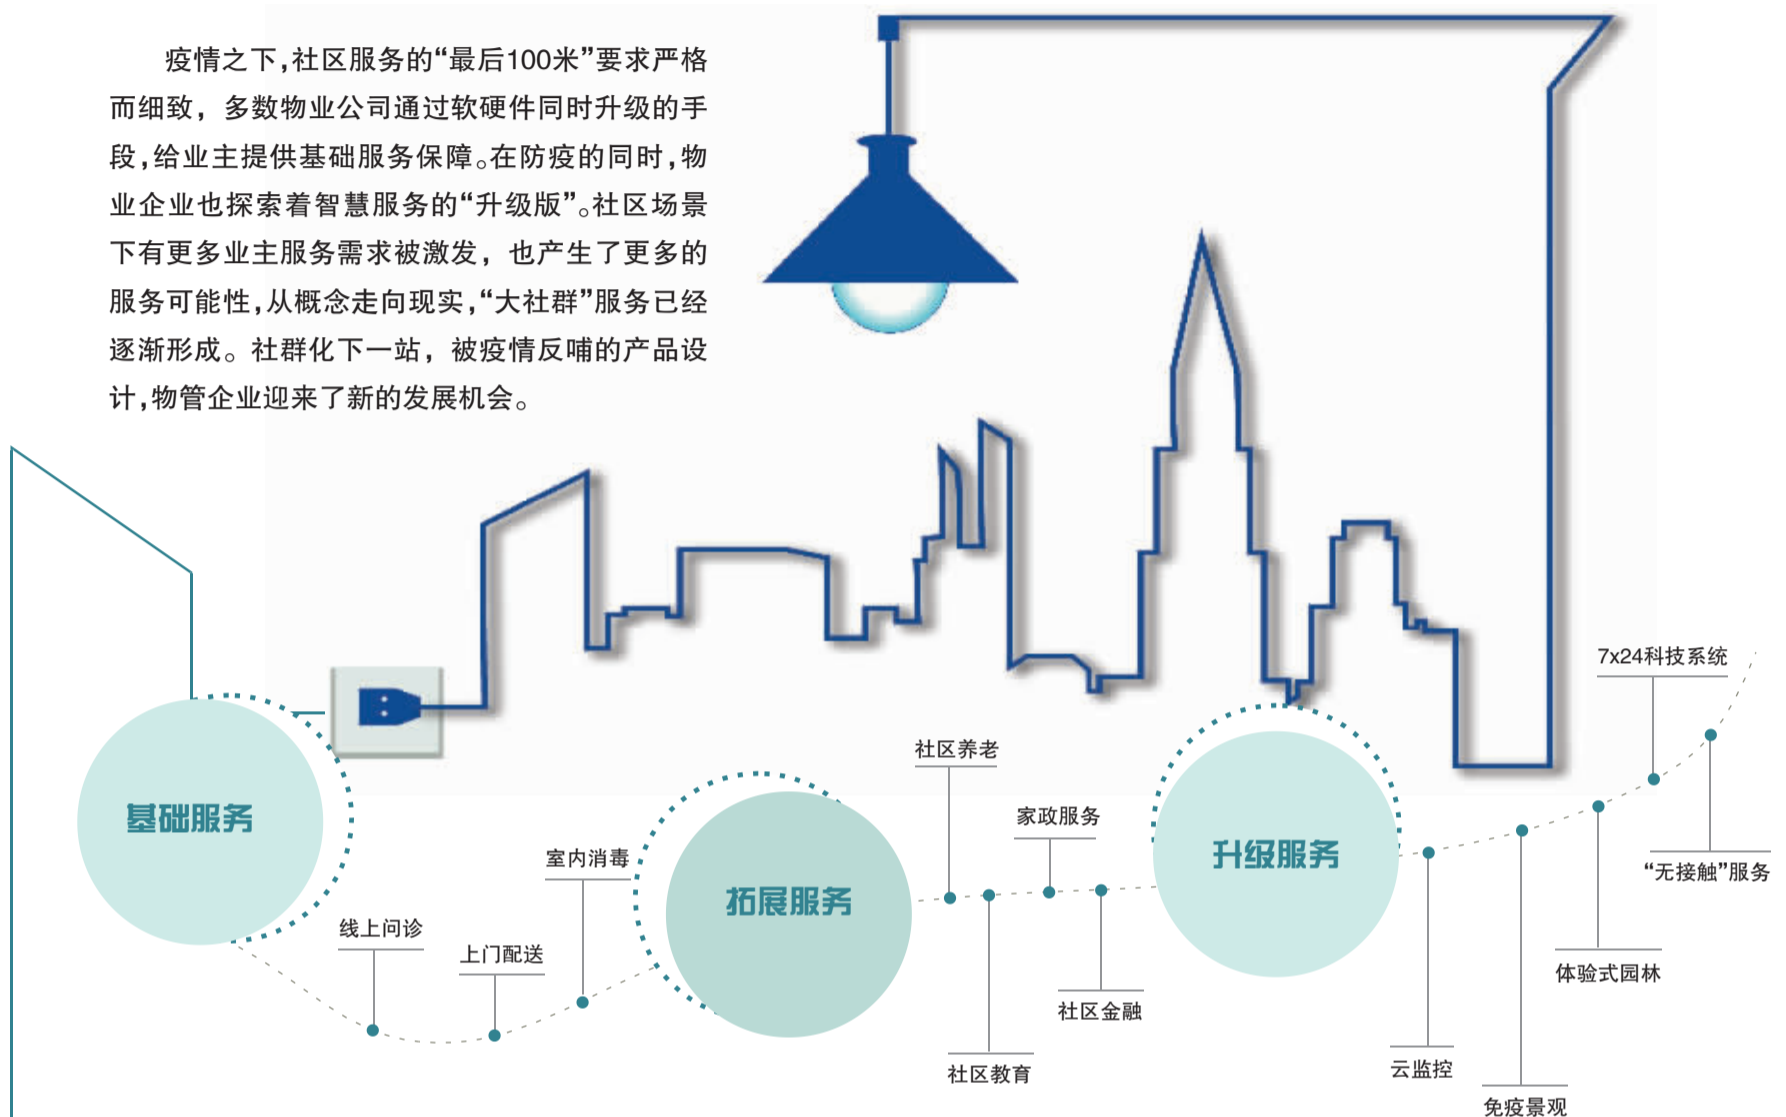 疫情之下,社区服务的“最后100米”要求严格
而细致，多数物业公司通过软硬件同时升级的手
段,给业主提供基础服务保障。在防疫的同时,物
业企业也探索着智慧服务的“升级版”。社区场景
下有更多业主服务需求被激发，也产生了更多的
服务可能性,从概念走向现实,“大社群”服务已经
逐渐形成。社群化下一站，被疫情反哺的产品设
计,物管企业迎来了新的发展机会。
基础服务
线上问诊
上门配送
室内消毒
拓展服务
社区养老
社区教育
家政服务
社区金融
升级服务
云监控
免疫景观
体验式园林
7x24科技系统
“无接触”服务